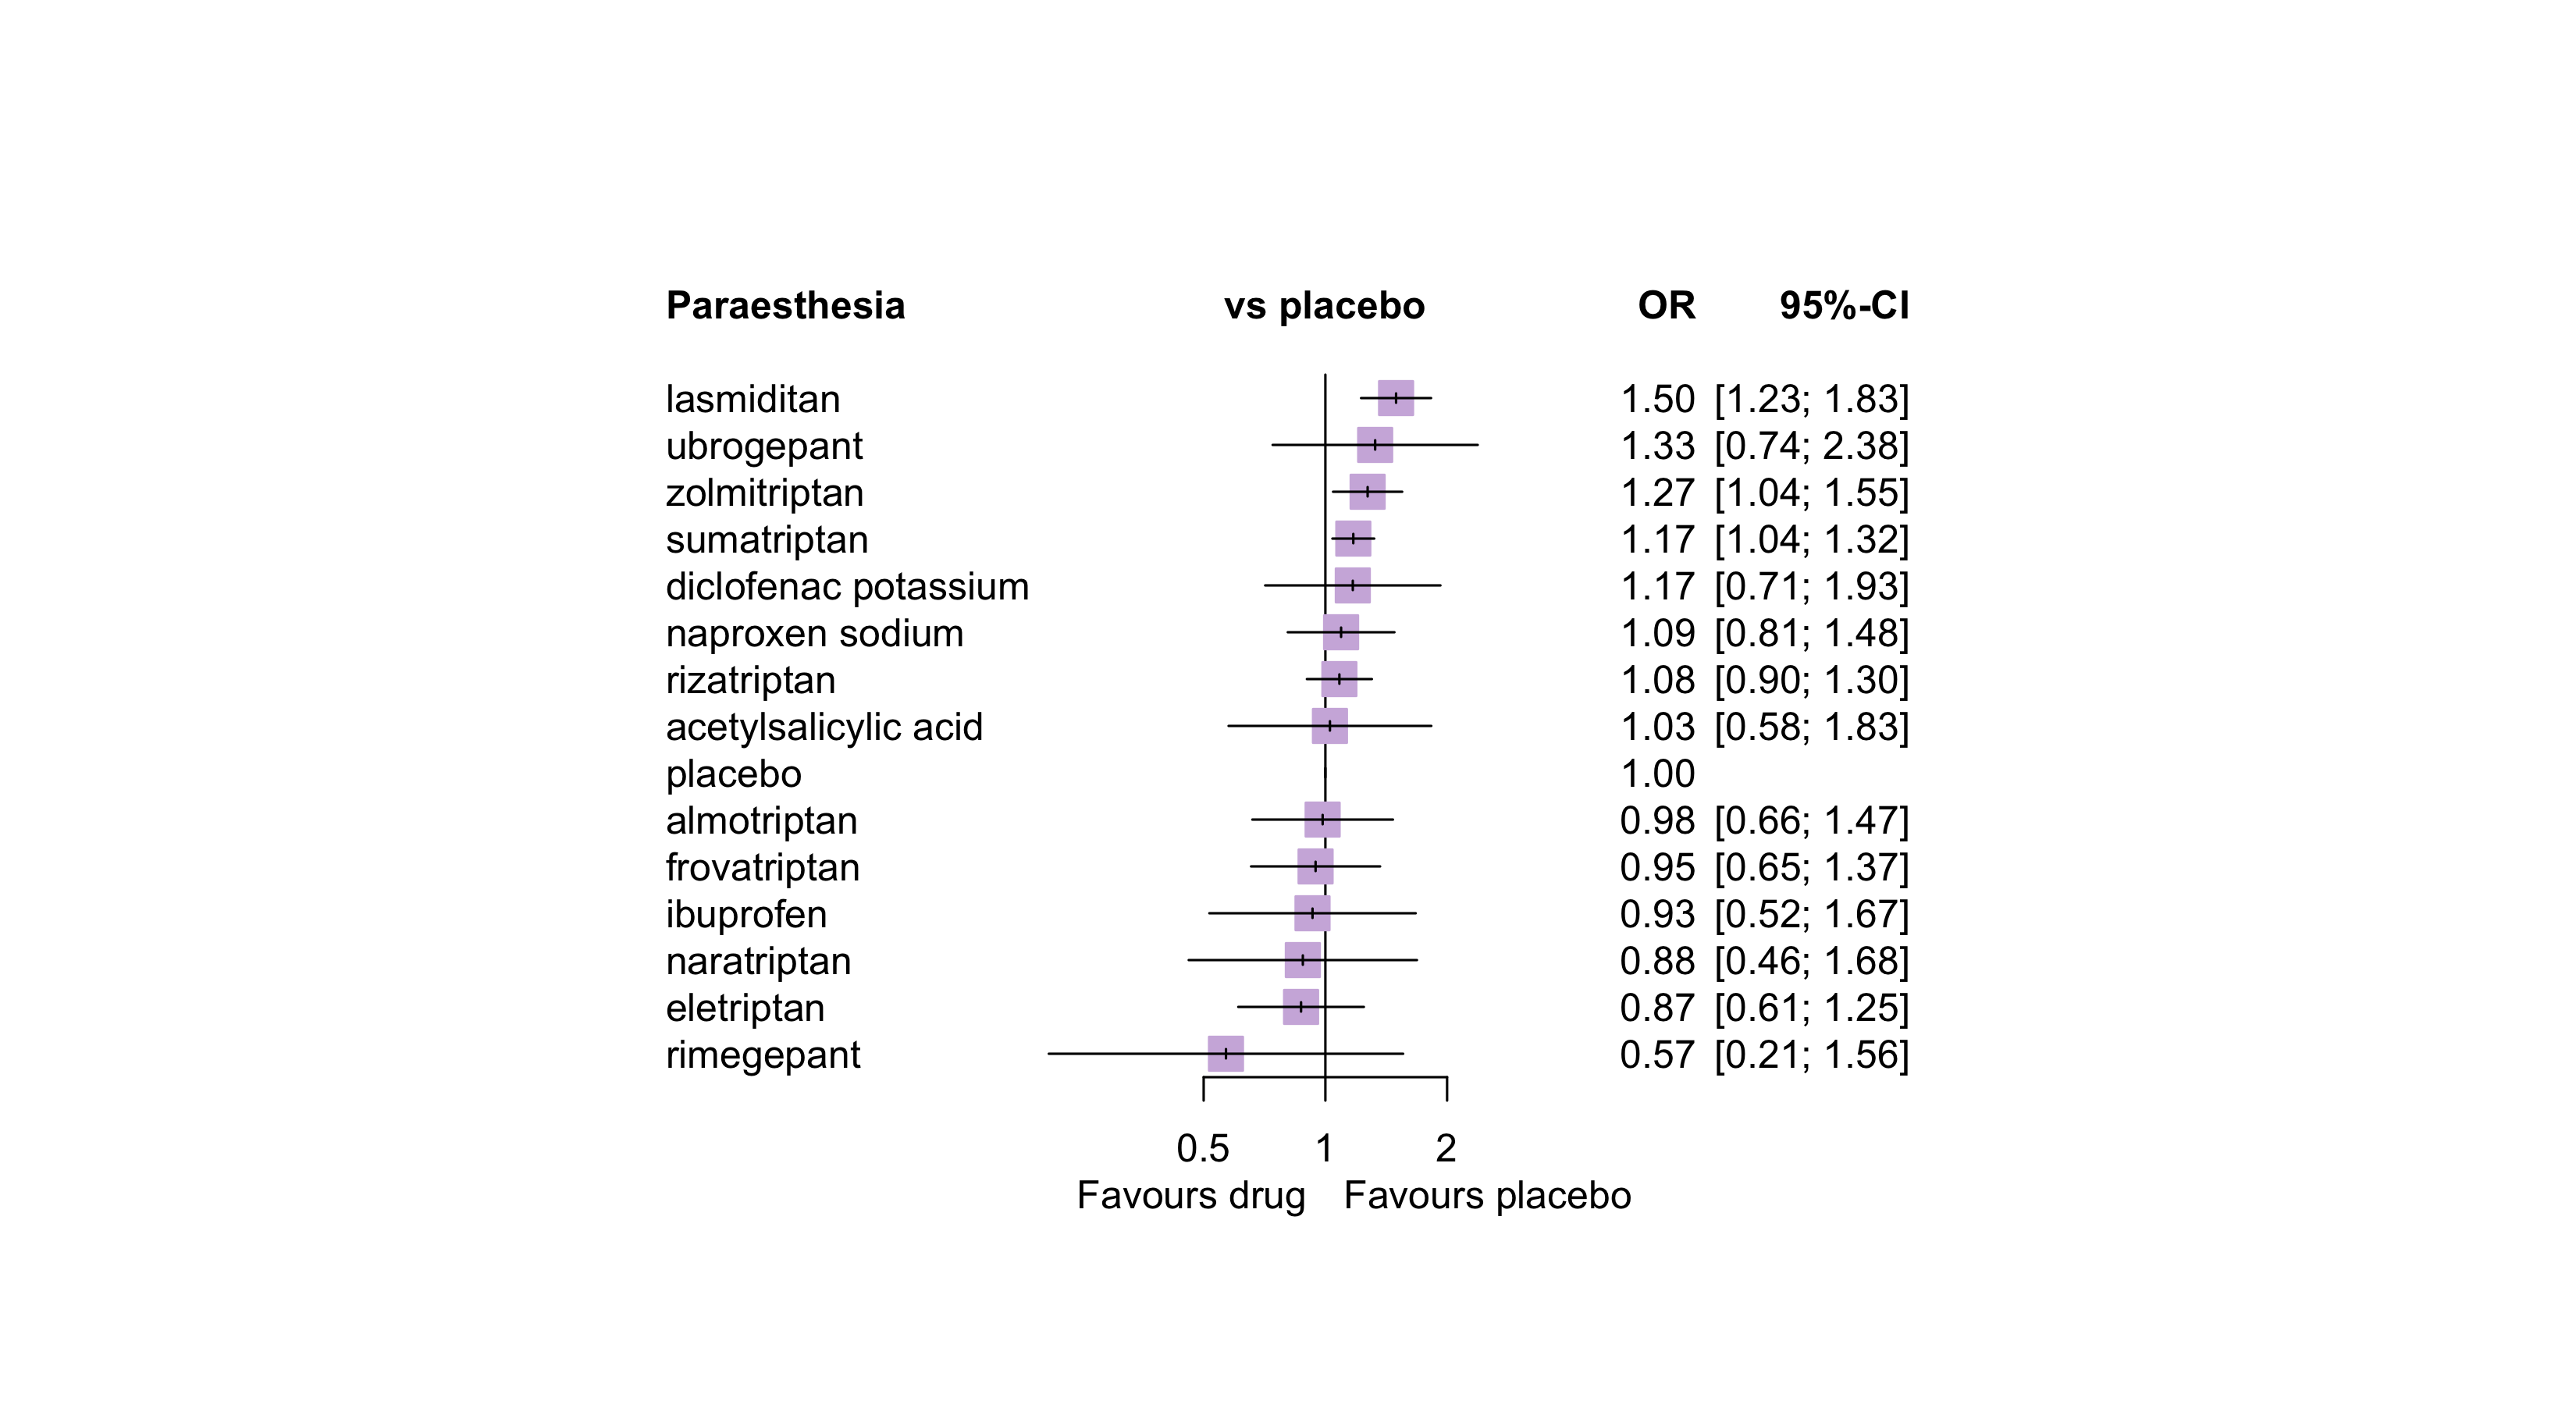 Paraesthesia vs placebo OR 95%-CI
lasmiditan 1.50 [1.23; 1.83]
ubrogepant 1.33 [0.74; 2.38]
zolmitriptan 1.27 [1.04; 1.55]
sumatriptan 1.17 [1.04; 1.32]
diclofenac potassium 1.17 [0.71; 1.93]
naproxen sodium 1.09 [0.81; 1.48]
rizatriptan 1.08 [0.90; 1.30]
acetylsalicylic acid 1.03 [0.58; 1.83]
placebo 1.00
almotriptan 0.98 [0.66; 1.47]
frovatriptan 0.95 [0.65; 1.37]
ibuprofen 0.93 [0.52; 1.67]
naratriptan 0.88 [0.46; 1.68]
eletriptan 0.87 [0.61; 1.25]
rimegepant 0.57 [0.21; 1.56]
0.5 1 2
Favours drug Favours placebo